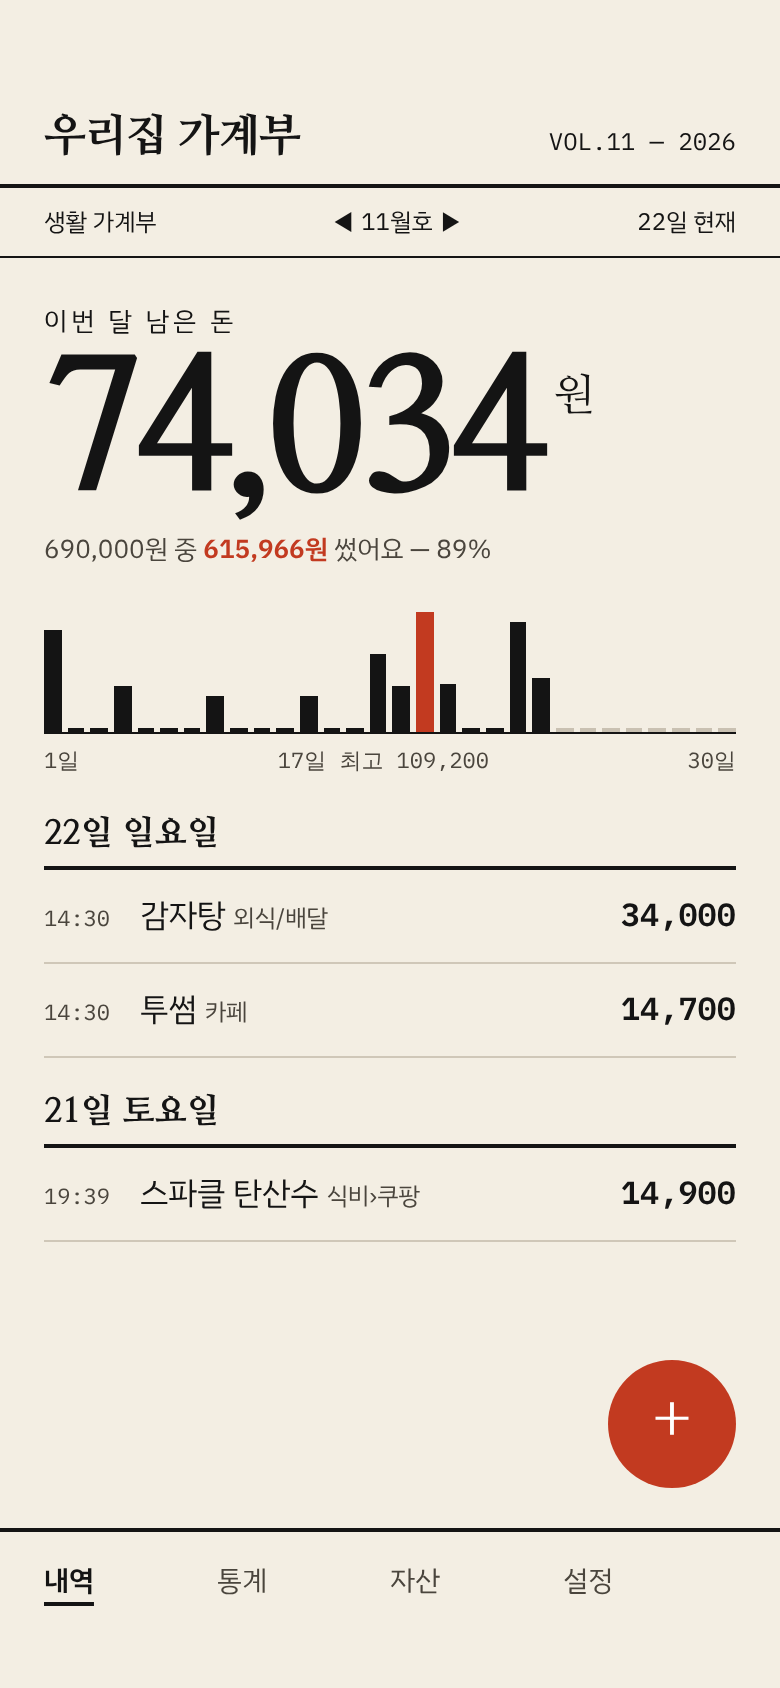 우리집 가계부 VOL.11 — 2026
생활 가계부 ◀ 11월호 ▶ 22일 현재
이번 달 남은 돈
74,034원
690,000원 중 615,966원 썼어요 — 89%
1일 17일 최고 109,200 30일
22일 일요일
14:30 감자탕 외식/배달 34,000
14:30 투썸 카페 14,700
21일 토요일
19:39 스파클 탄산수 식비›쿠팡 14,900
+
내역 통계 자산 설정